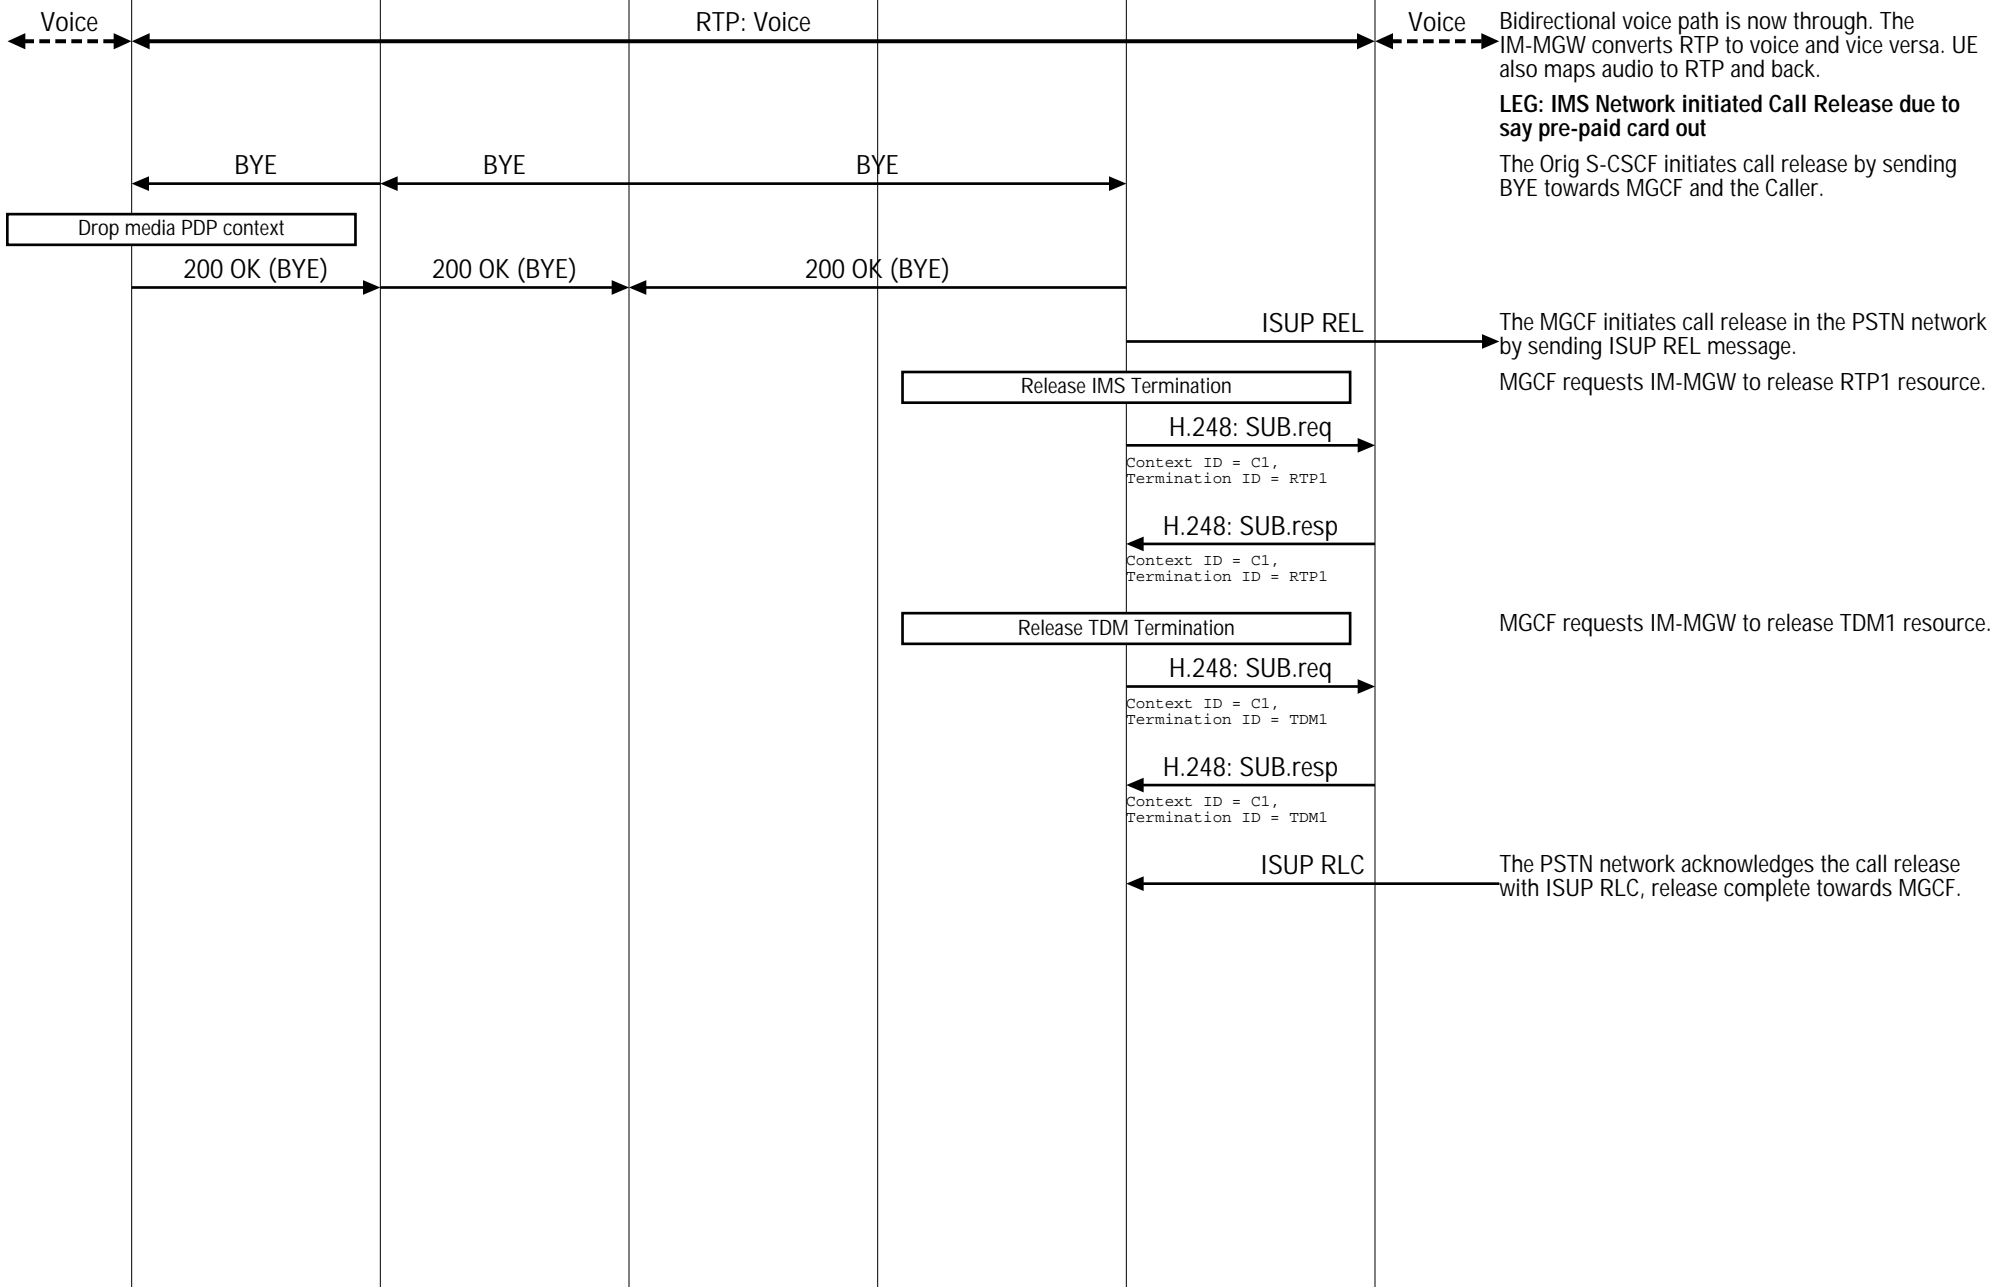 Voice
RTP: Voice
Voice
Bidirectional voice path is now through. The
IM-MGW converts RTP to voice and vice versa. UE
also maps audio to RTP and back.
LEG: IMS Network initiated Call Release due to
say pre-paid card out
BYE
BYE
BYE
The Orig S-CSCF initiates call release by sending
BYE towards MGCF and the Caller.
Drop media PDP context
200 OK (BYE)
200 OK (BYE)
200 OK (BYE)
ISUP REL
The MGCF initiates call release in the PSTN network
by sending ISUP REL message.
Release IMS Termination
MGCF requests IM-MGW to release RTP1 resource.
H.248: SUB.req
Context ID = C1,
Termination ID = RTP1
H.248: SUB.resp
Context ID = C1,
Termination ID = RTP1
Release TDM Termination
MGCF requests IM-MGW to release TDM1 resource.
H.248: SUB.req
Context ID = C1,
Termination ID = TDM1
H.248: SUB.resp
Context ID = C1,
Termination ID = TDM1
ISUP RLC
The PSTN network acknowledges the call release
with ISUP RLC, release complete towards MGCF.